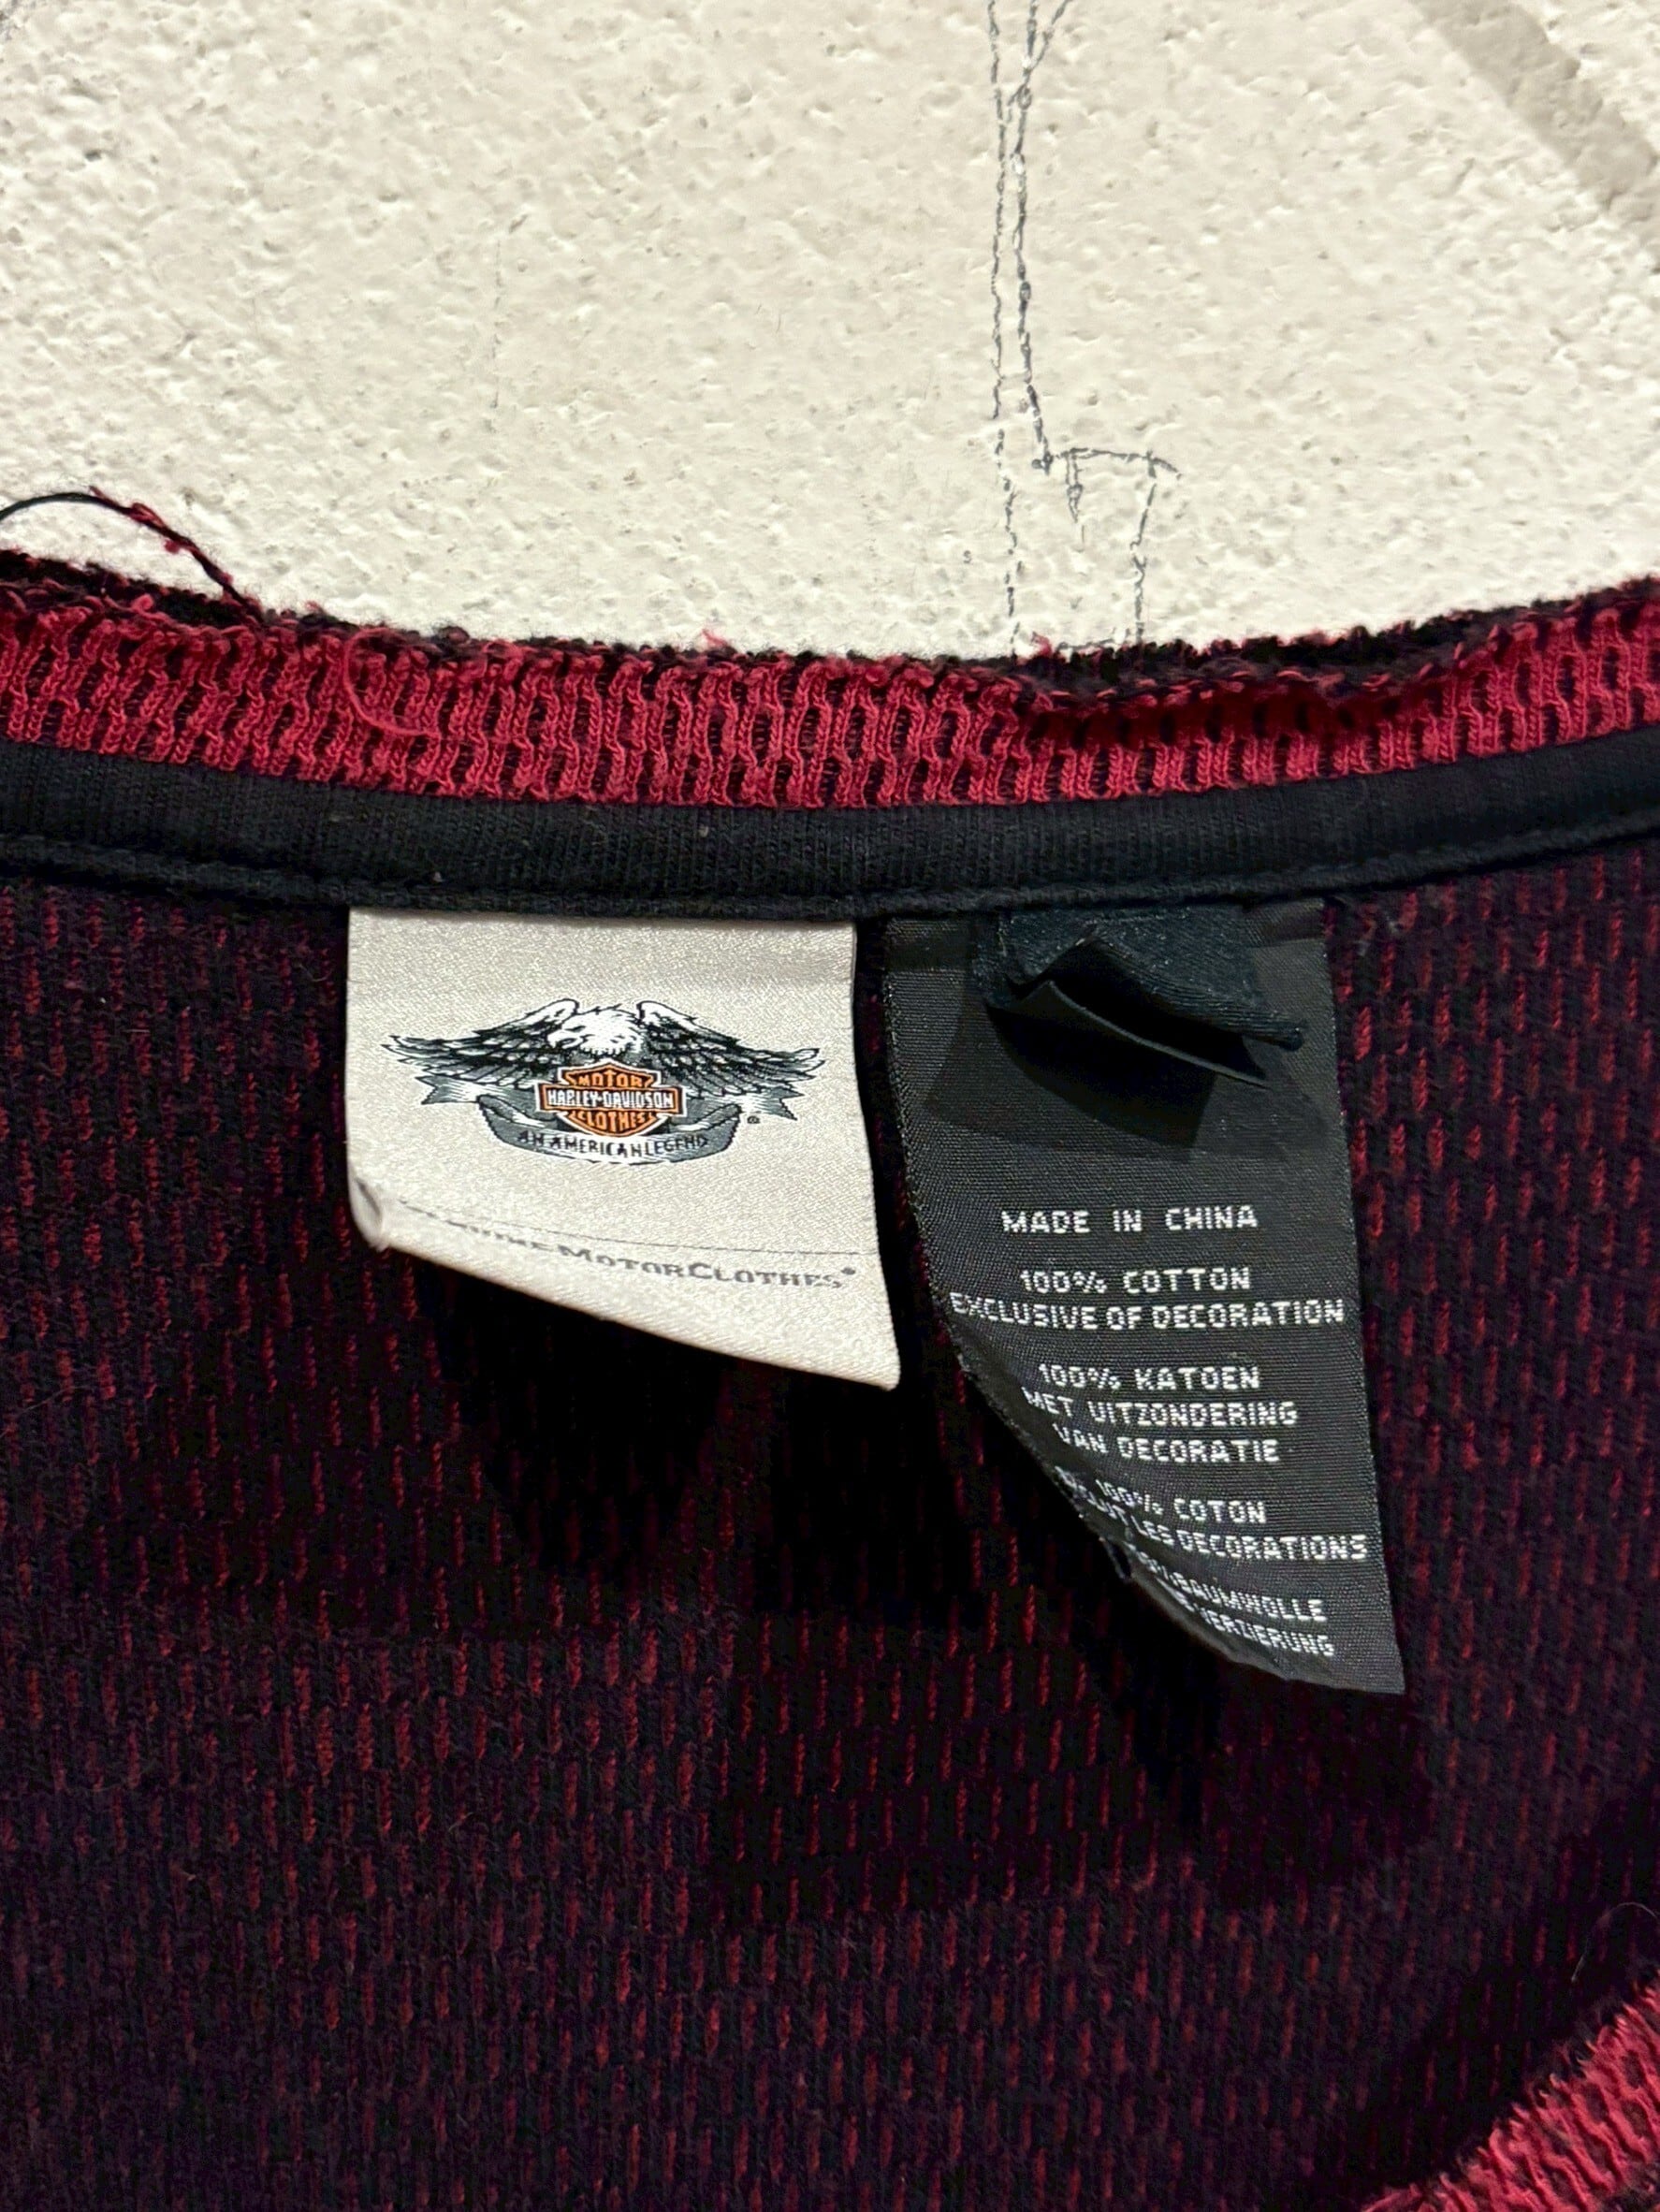 MOTOR
HARLEY-DAVIDSON
CLOTHES
®
AN AMERICAN LEGEND
MOTORCLOTHES®
MADE IN CHINA
100% COTTON
EXCLUSIVE OF DECORATION
100% KATOEN
MET UITZONDERING
VAN DECORATIE
100% COTON
LES DECORATIONS
BAUMWOLLE